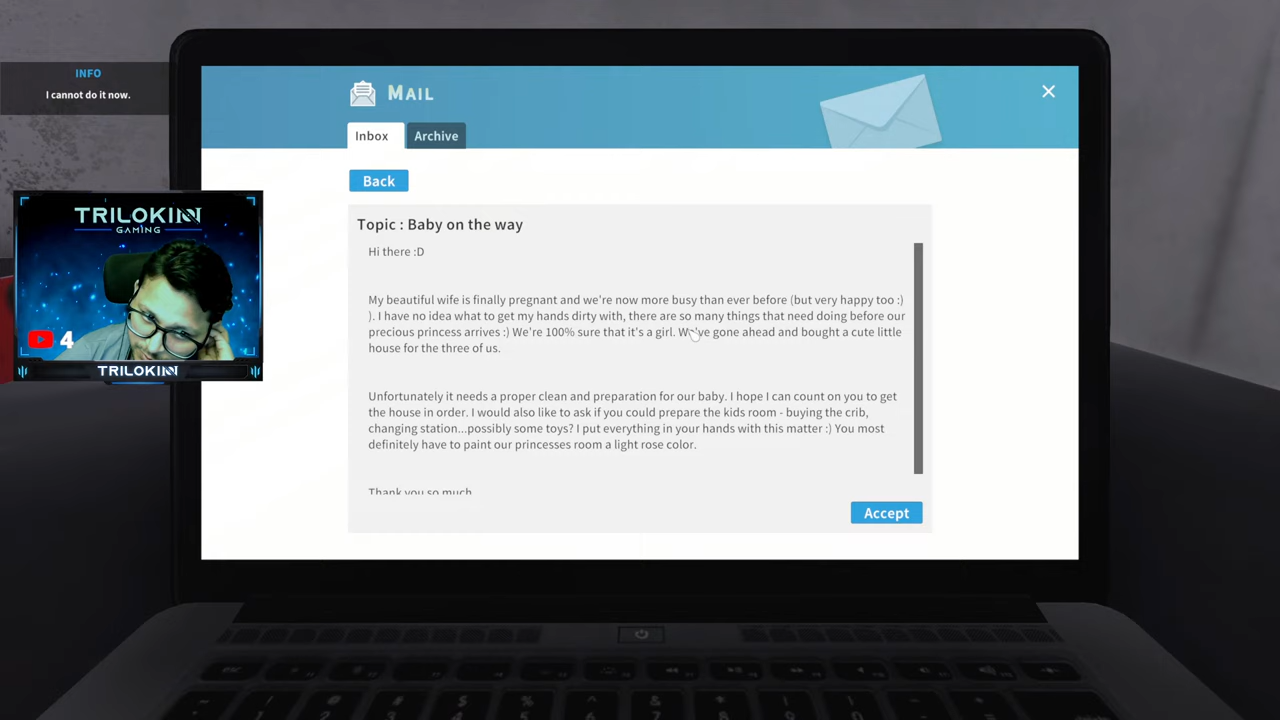 INFO
I cannot do it now.
MAIL
Inbox
Archive
Back
Topic : Baby on the way
Hi there :D
My beautiful wife is finally pregnant and we're now more busy than ever before (but very happy too :)
). I have no idea what to get my hands dirty with, there are so many things that need doing before our
precious princess arrives :) We're 100% sure that it's a girl. We've gone ahead and bought a cute little
house for the three of us.
Unfortunately it needs a proper clean and preparation for our baby. I hope I can count on you to get
the house in order. I would also like to ask if you could prepare the kids room - buying the crib,
changing station...possibly some toys? I put everything in your hands with this matter :) You most
definitely have to paint our princesses room a light rose color.
Thank you so much
Accept
TRILOKIN
GAMING
4
TRILOKIN